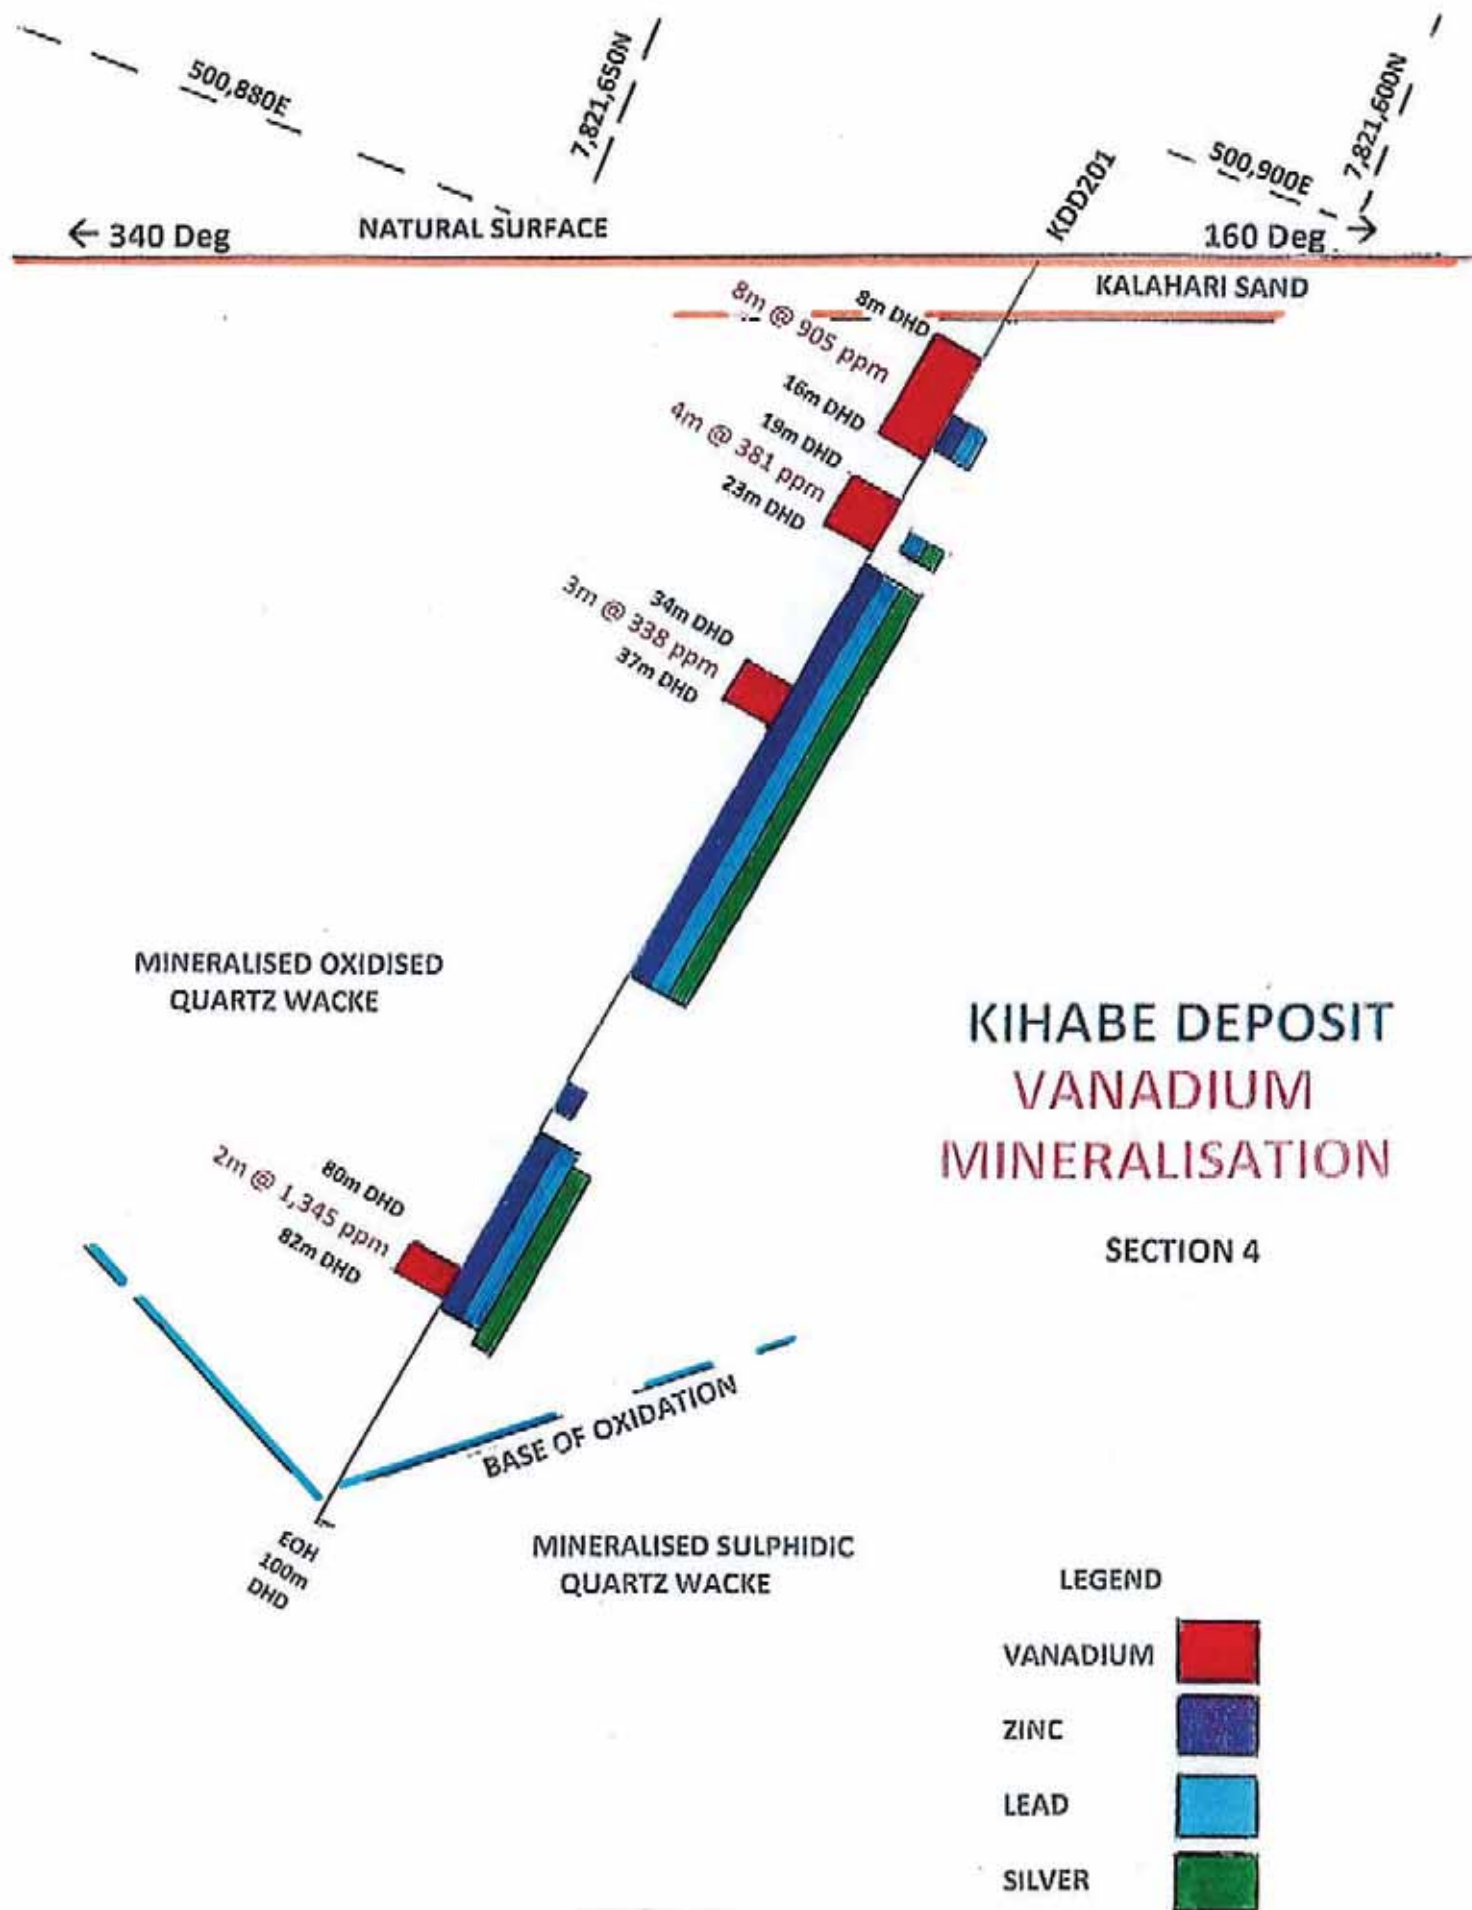 500,880E
7,821,650N
7,821,600N
500,900E
KDD201
← 340 Deg
NATURAL SURFACE
160 Deg →
KALAHARI SAND
8m DHD
8m @ 905 ppm
16m DHD
19m DHD
4m @ 381 ppm
23m DHD
34m DHD
3m @ 338 ppm
37m DHD
MINERALISED OXIDISED
QUARTZ WACKE
KIHABE DEPOSIT
VANADIUM
MINERALISATION
SECTION 4
80m DHD
2m @ 1,345 ppm
82m DHD
BASE OF OXIDATION
EOH
100m
DHD
MINERALISED SULPHIDIC
QUARTZ WACKE
LEGEND
VANADIUM
ZINC
LEAD
SILVER